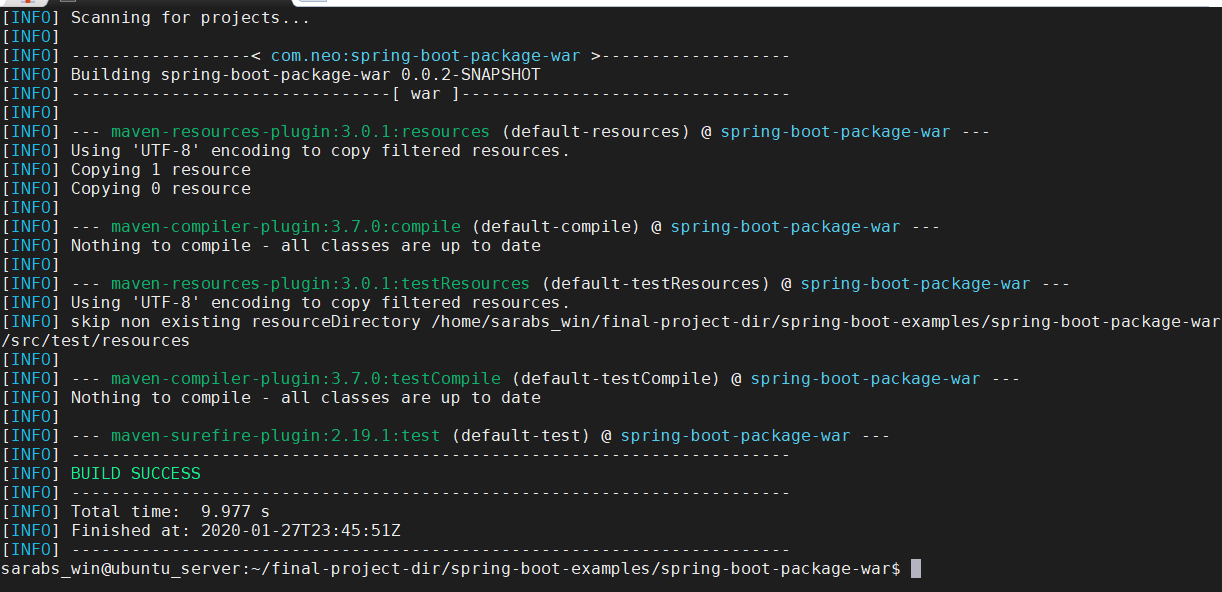 [INFO] Scanning for projects...
[INFO]
[INFO] ------------------< com.neo:spring-boot-package-war >-------------------
[INFO] Building spring-boot-package-war 0.0.2-SNAPSHOT
[INFO] --------------------------------[ war ]---------------------------------
[INFO]
[INFO] --- maven-resources-plugin:3.0.1:resources (default-resources) @ spring-boot-package-war ---
[INFO] Using 'UTF-8' encoding to copy filtered resources.
[INFO] Copying 1 resource
[INFO] Copying 0 resource
[INFO]
[INFO] --- maven-compiler-plugin:3.7.0:compile (default-compile) @ spring-boot-package-war ---
[INFO] Nothing to compile - all classes are up to date
[INFO]
[INFO] --- maven-resources-plugin:3.0.1:testResources (default-testResources) @ spring-boot-package-war ---
[INFO] Using 'UTF-8' encoding to copy filtered resources.
[INFO] skip non existing resourceDirectory /home/sarabs_win/final-project-dir/spring-boot-examples/spring-boot-package-war
/src/test/resources
[INFO]
[INFO] --- maven-compiler-plugin:3.7.0:testCompile (default-testCompile) @ spring-boot-package-war ---
[INFO] Nothing to compile - all classes are up to date
[INFO]
[INFO] --- maven-surefire-plugin:2.19.1:test (default-test) @ spring-boot-package-war ---
[INFO] ------------------------------------------------------------------------
[INFO] BUILD SUCCESS
[INFO] ------------------------------------------------------------------------
[INFO] Total time:  9.977 s
[INFO] Finished at: 2020-01-27T23:45:51Z
[INFO] ------------------------------------------------------------------------
sarabs_win@ubuntu_server:~/final-project-dir/spring-boot-examples/spring-boot-package-war$